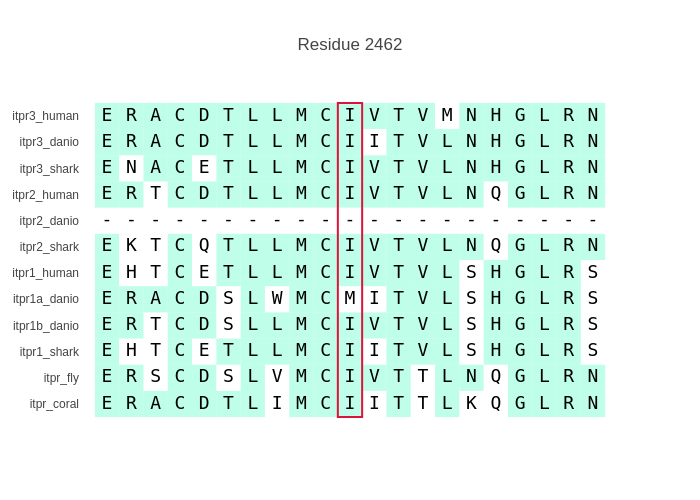 Residue 2462
itpr3_human E R A C D T L L M C I V T V M N H G L R N
itpr3_danio E R A C D T L L M C I I T V L N H G L R N
itpr3_shark E N A C E T L L M C I V T V L N H G L R N
itpr2_human E R T C D T L L M C I V T V L N Q G L R N
itpr2_danio - - - - - - - - - - - - - - - - - - - - -
itpr2_shark E K T C Q T L L M C I V T V L N Q G L R N
itpr1_human E H T C E T L L M C I V T V L S H G L R S
itpr1a_danio E R A C D S L W M C M I T V L S H G L R S
itpr1b_danio E R T C D S L L M C I V T V L S H G L R S
itpr1_shark E H T C E T L L M C I I T V L S H G L R S
itpr_fly E R S C D S L V M C I V T T L N Q G L R N
itpr_coral E R A C D T L I M C I I T T L K Q G L R N